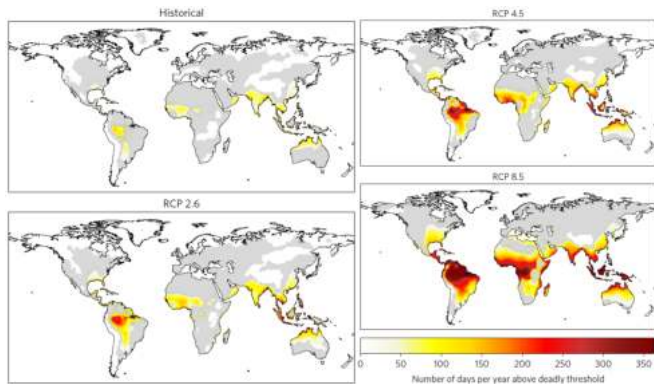 Historical
RCP 4.5
RCP 2.6
RCP 8.5
0 50 100 150 200 250 300 350
Number of days per year above deadly threshold